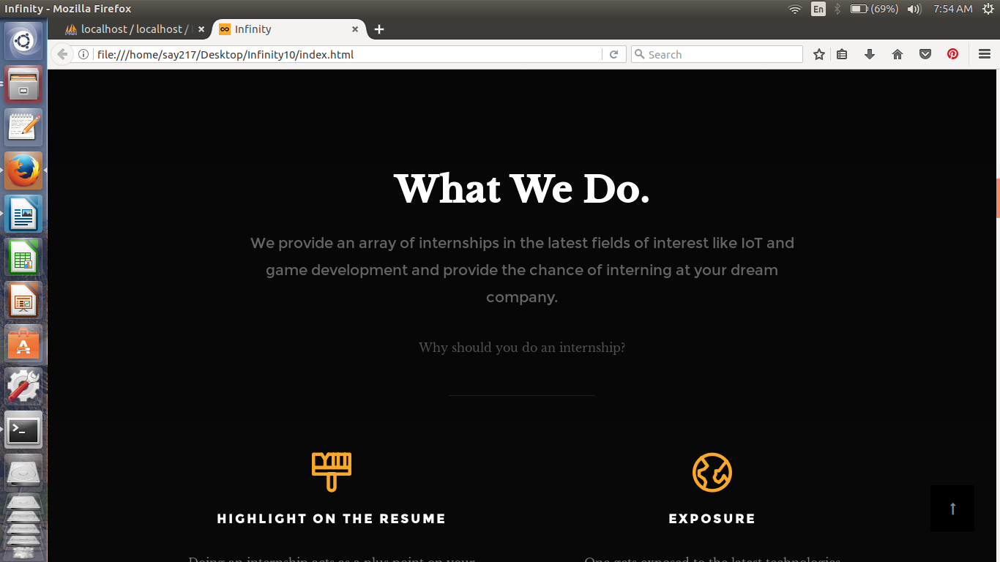 Infinity - Mozilla Firefox
En
(69%)
7:54 AM
localhost / localhost /
Infinity
file:///home/say217/Desktop/Infinity10/index.html
Search
What We Do.
We provide an array of internships in the latest fields of interest like IoT and
game development and provide the chance of interning at your dream
company.
Why should you do an internship?
HIGHLIGHT ON THE RESUME
EXPOSURE
Doing an internship acts as a plus point on your
One gets exposed to the latest technologies